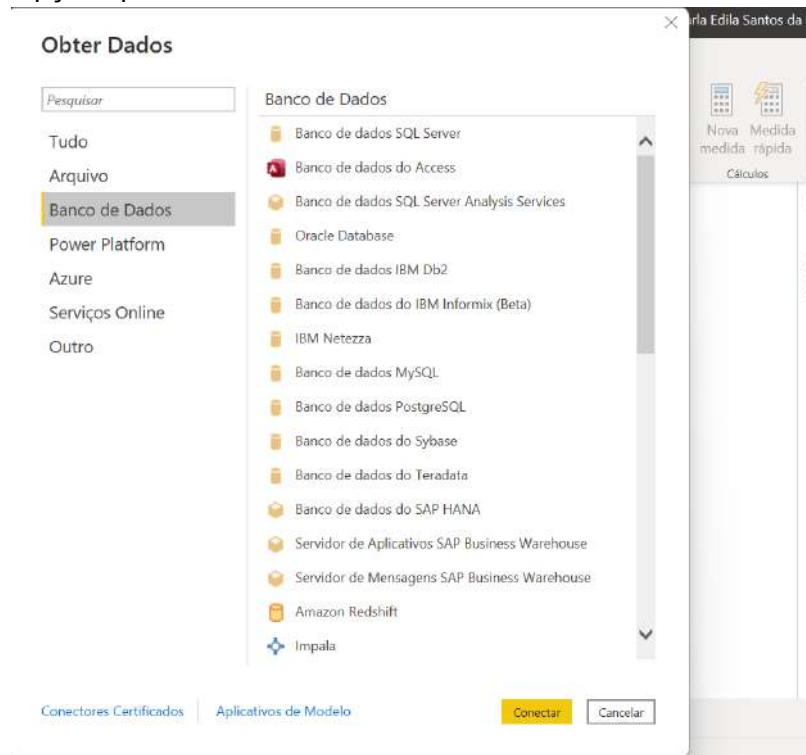 rla Edila Santos da
Obter Dados
Pesquisar
Tudo
Arquivo
Banco de Dados
Power Platform
Azure
Serviços Online
Outro
Banco de Dados
Banco de dados SQL Server
Banco de dados do Access
Banco de dados SQL Server Analysis Services
Oracle Database
Banco de dados IBM Db2
Banco de dados do IBM Informix (Beta)
IBM Netezza
Banco de dados MySQL
Banco de dados PostgreSQL
Banco de dados do Sybase
Banco de dados do Teradata
Banco de dados do SAP HANA
Servidor de Aplicativos SAP Business Warehouse
Servidor de Mensagens SAP Business Warehouse
Amazon Redshift
Impala
Conectores Certificados
Aplicativos de Modelo
Conectar
Cancelar
Nova medida
Medida rápida
Cálculos